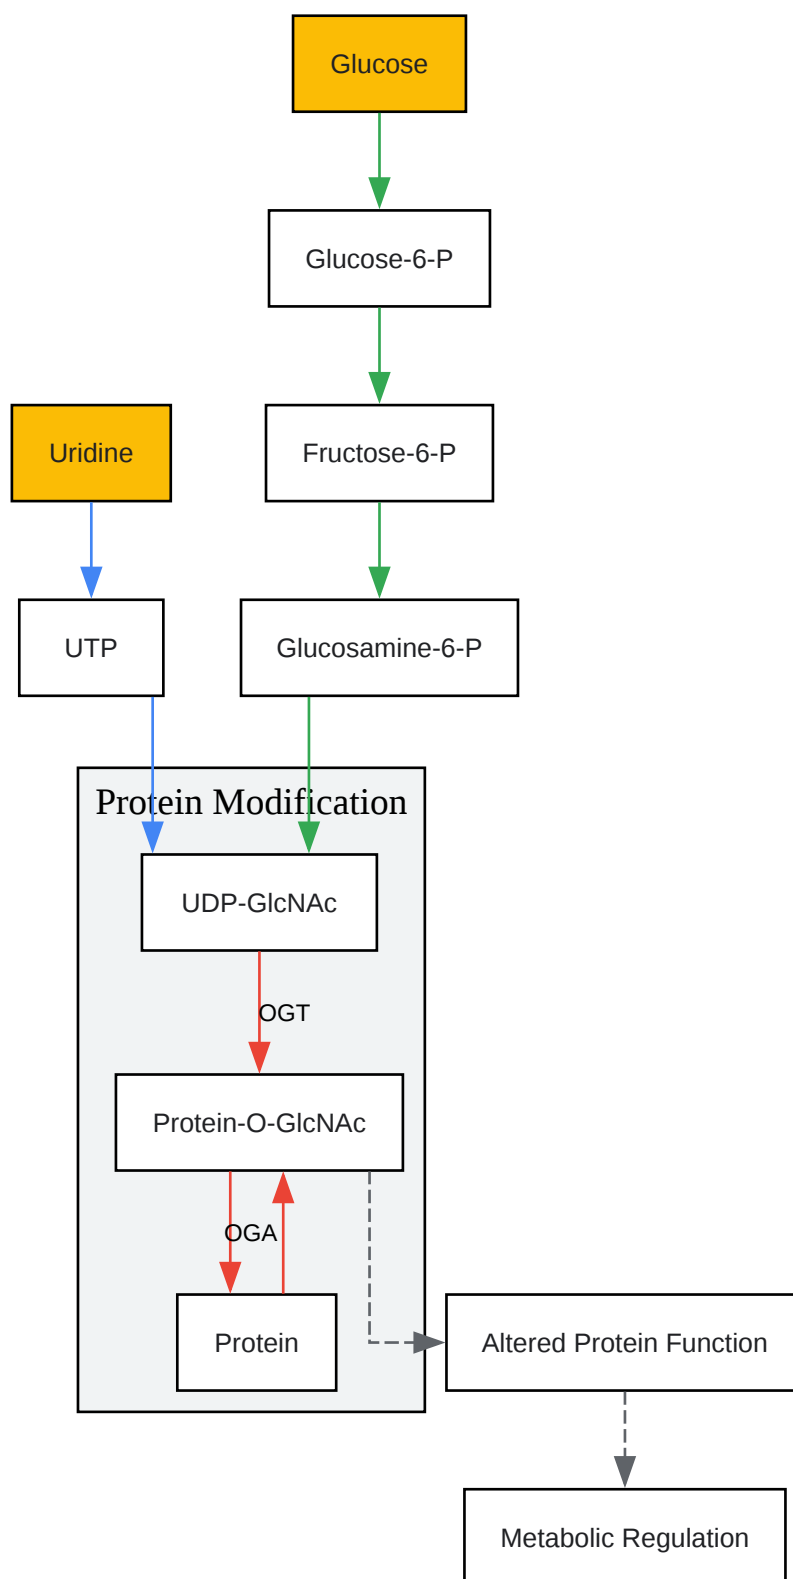 Glucose
Glucose-6-P
Uridine
Fructose-6-P
UTP
Glucosamine-6-P
Protein Modification
UDP-GlcNAc
OGT
Protein-O-GlcNAc
OGA
Protein
Altered Protein Function
Metabolic Regulation